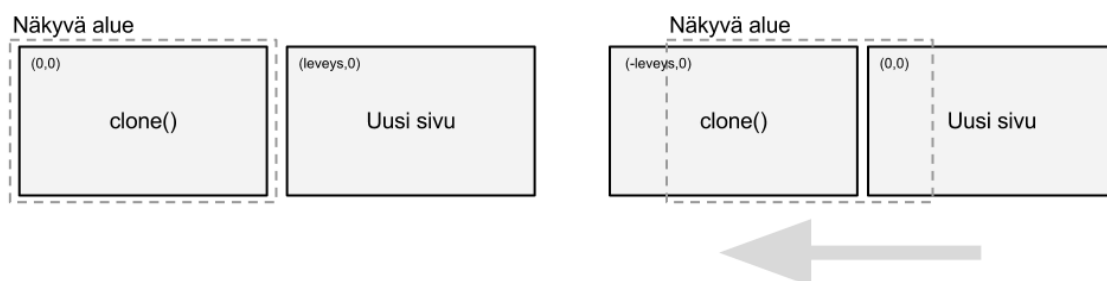 Näkyvä alue
(0,0)
clone()
(leveys,0)
Uusi sivu
Näkyvä alue
(-leveys,0)
clone()
(0,0)
Uusi sivu